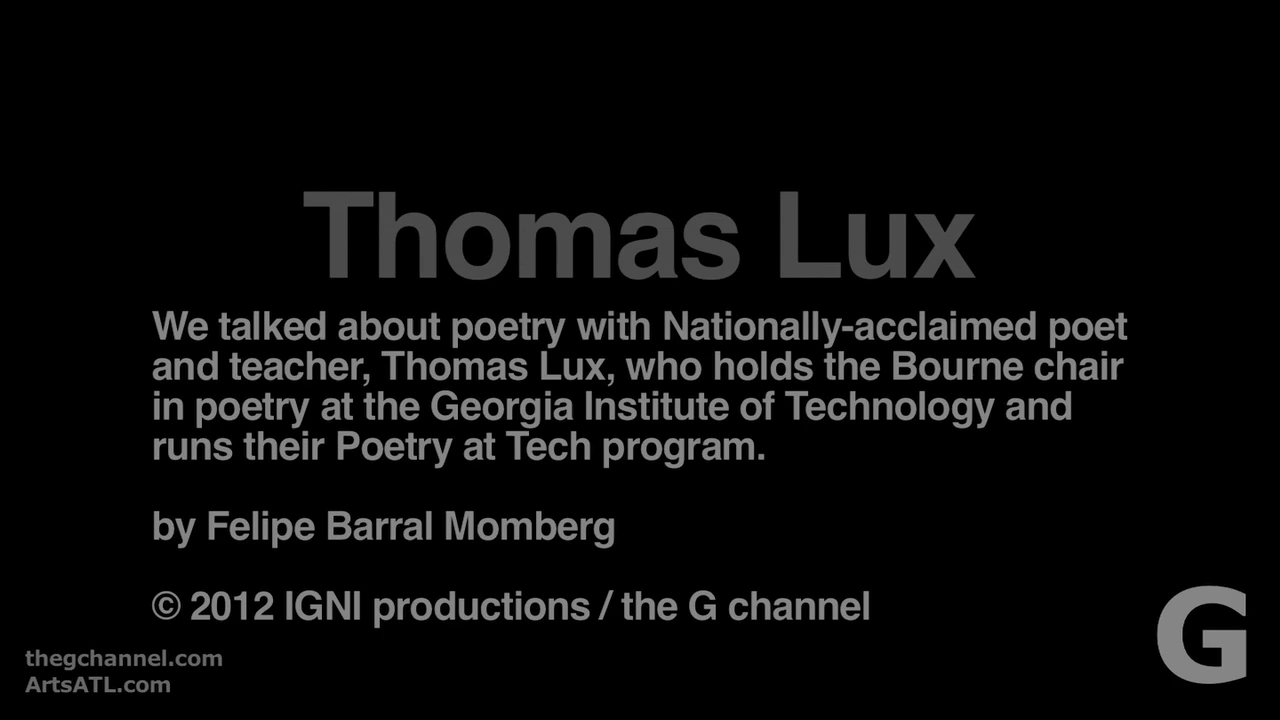 Thomas Lux
We talked about poetry with Nationally-acclaimed poet
and teacher, Thomas Lux, who holds the Bourne chair
in poetry at the Georgia Institute of Technology and
runs their Poetry at Tech program.
by Felipe Barral Momberg
© 2012 IGNI productions / the G channel
thegchannel.com
ArtsATL.com
G